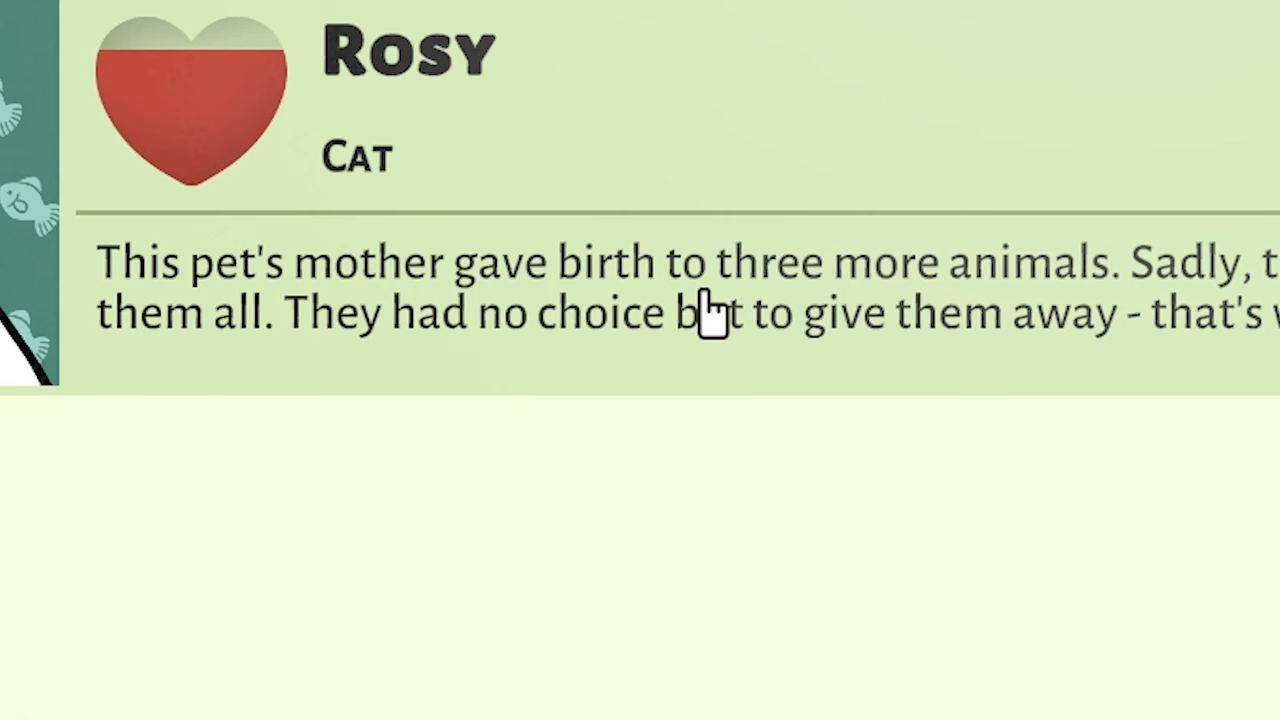 Rosy
Cat
This pet's mother gave birth to three more animals. Sadly,
them all. They had no choice but to give them away - that's